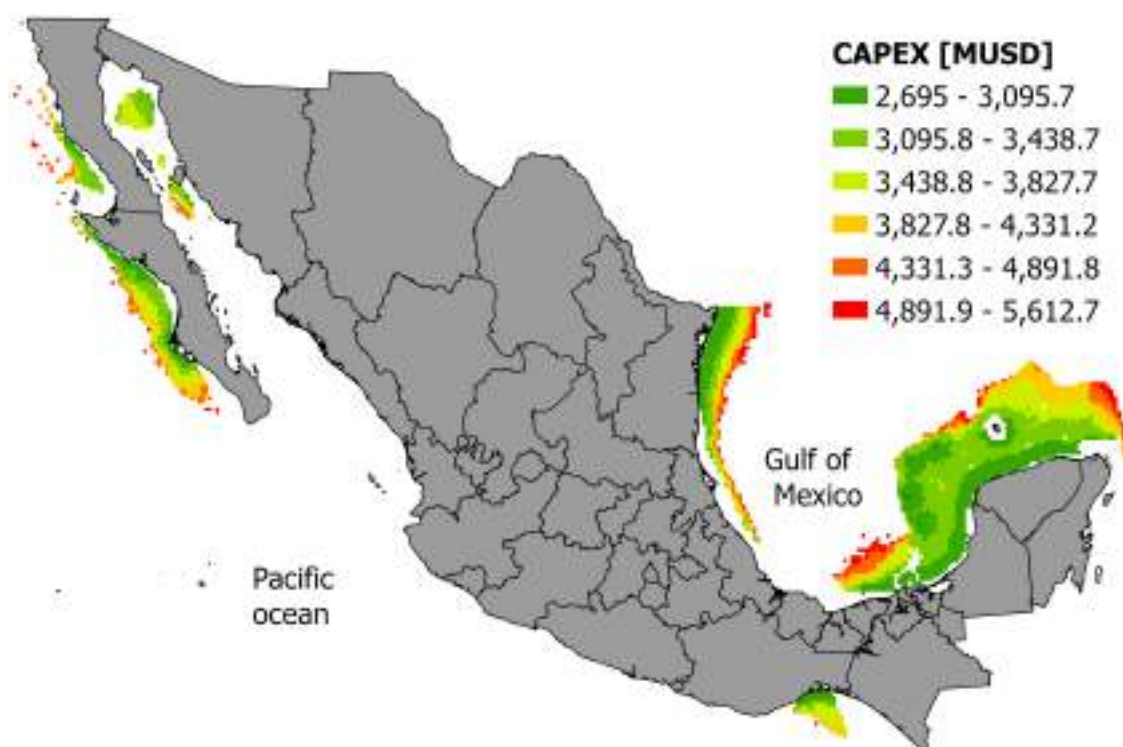 CAPEX [MUSD]
2,695 - 3,095.7
3,095.8 - 3,438.7
3,438.8 - 3,827.7
3,827.8 - 4,331.2
4,331.3 - 4,891.8
4,891.9 - 5,612.7
Gulf of
Mexico
Pacific
ocean